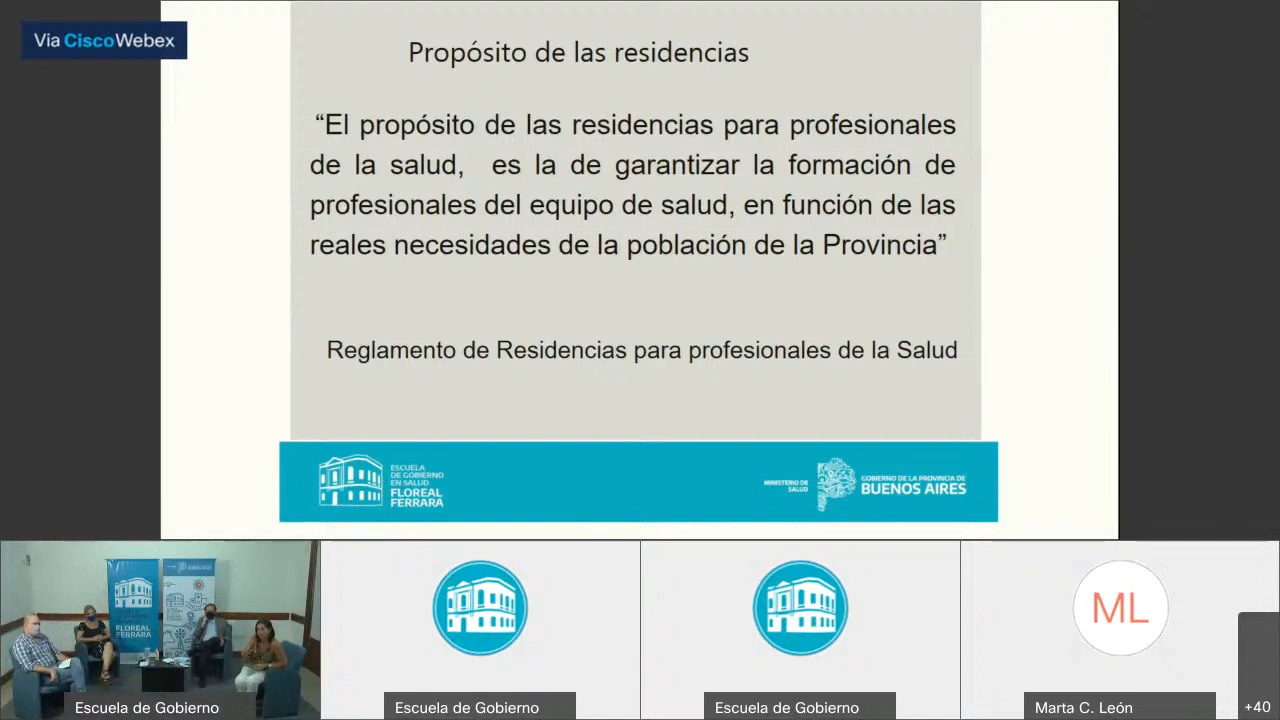 Vía CiscoWebex
Propósito de las residencias
“El propósito de las residencias para profesionales
de la salud, es la de garantizar la formación de
profesionales del equipo de salud, en función de las
reales necesidades de la población de la Provincia”
Reglamento de Residencias para profesionales de la Salud
ESCUELA
DE GOBIERNO
EN SALUD
FLOREAL
FERRARA
MINISTERIO DE
SALUD
GOBIERNO DE LA PROVINCIA DE
BUENOS AIRES
FLOREAL
FERRARA
Escuela de Gobierno
Escuela de Gobierno
Escuela de Gobierno
ML
Marta C. León
+40